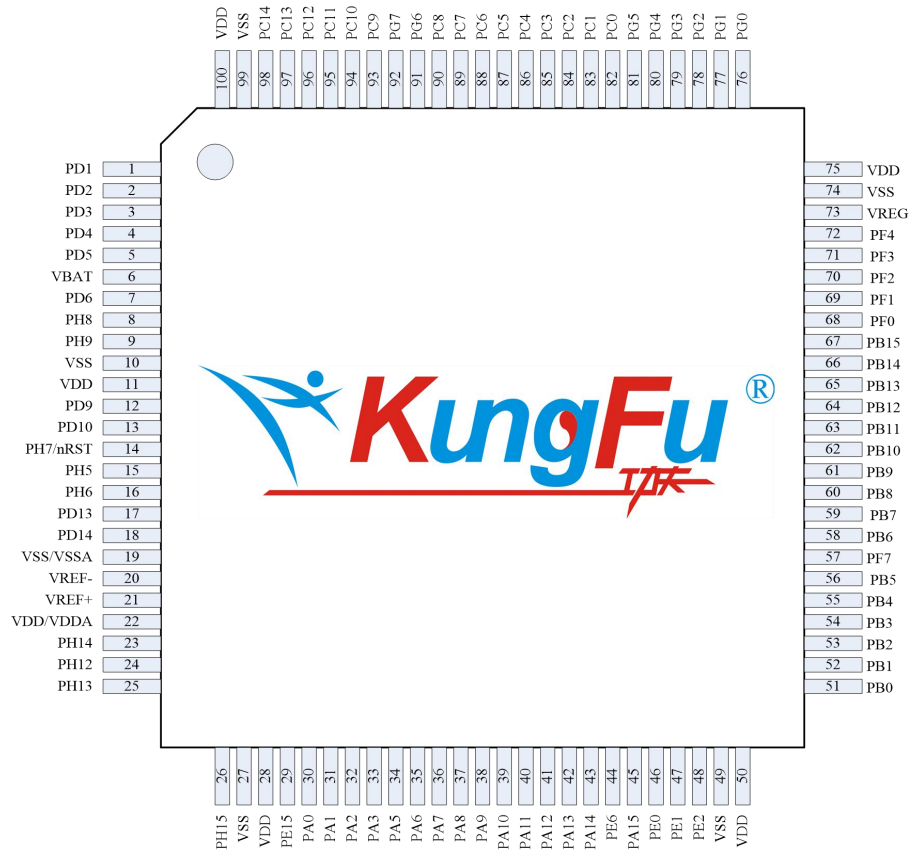 VDD VSS PC14 PC13 PC12 PC11 PC10 PC9 PG7 PG6 PC8 PC7 PC6 PC5 PC4 PC3 PC2 PC1 PC0 PG5 PG4 PG3 PG2 PG1 PG0
100 99 98 97 96 95 94 93 92 91 90 89 88 87 86 85 84 83 82 81 80 79 78 77 76
PD1 1 75 VDD
PD2 2 74 VSS
PD3 3 73 VREG
PD4 4 72 PF4
PD5 5 71 PF3
VBAT 6 70 PF2
PD6 7 69 PF1
PH8 8 68 PF0
PH9 9 67 PB15
VSS 10 66 PB14
VDD 11 65 PB13
PD9 12 64 PB12
PD10 13 63 PB11
PH7/nRST 14 62 PB10
PH5 15 61 PB9
PH6 16 60 PB8
PD13 17 59 PB7
PD14 18 58 PB6
VSS/VSSA 19 57 PF7
VREF- 20 56 PB5
VREF+ 21 55 PB4
VDD/VDDA 22 54 PB3
PH14 23 53 PB2
PH12 24 52 PB1
PH13 25 51 PB0
KungFu ®
功夫
26 27 28 29 30 31 32 33 34 35 36 37 38 39 40 41 42 43 44 45 46 47 48 49 50
PH15 VSS VDD PE15 PA0 PA1 PA2 PA3 PA5 PA6 PA7 PA8 PA9 PA10 PA11 PA12 PA13 PA14 PE6 PA15 PE0 PE1 PE2 VSS VDD